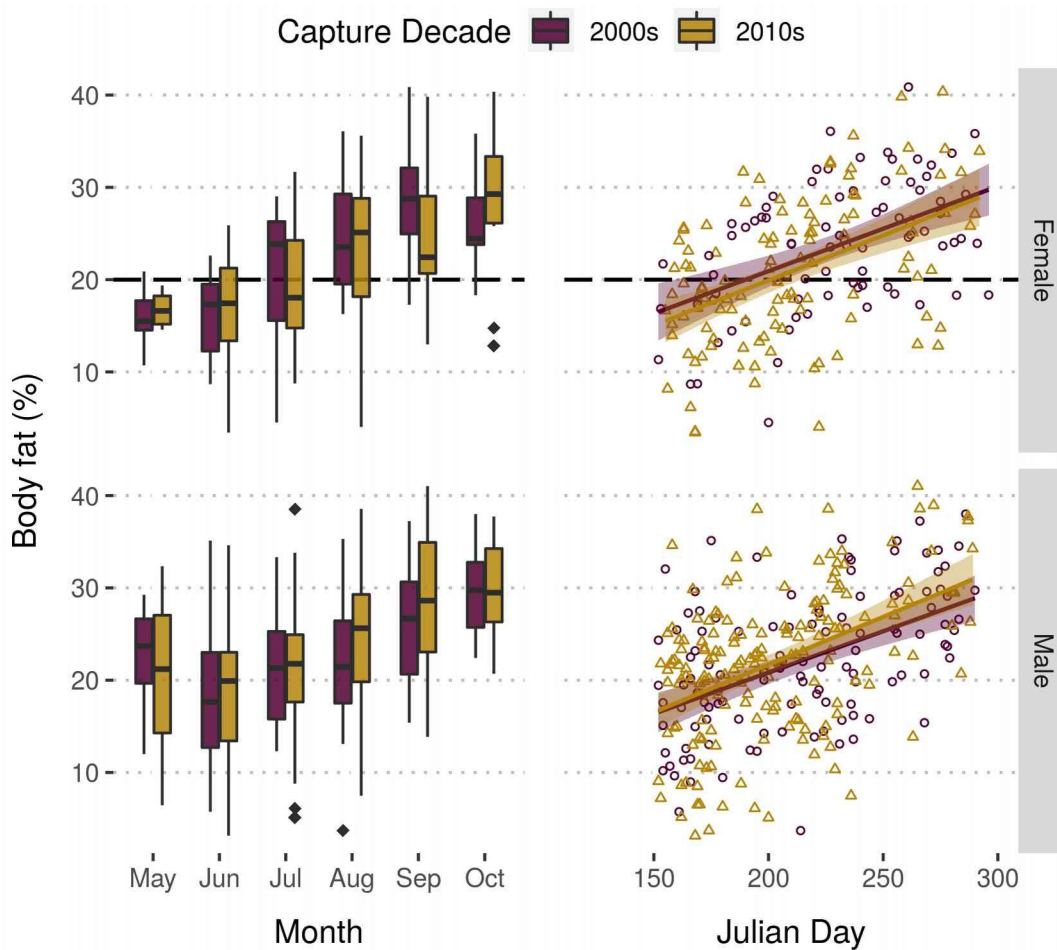 Capture Decade 2000s 2010s
Body fat (%)
40
30
20
10
Female
40
30
20
10
Male
May Jun Jul Aug Sep Oct
150 200 250 300
Month
Julian Day